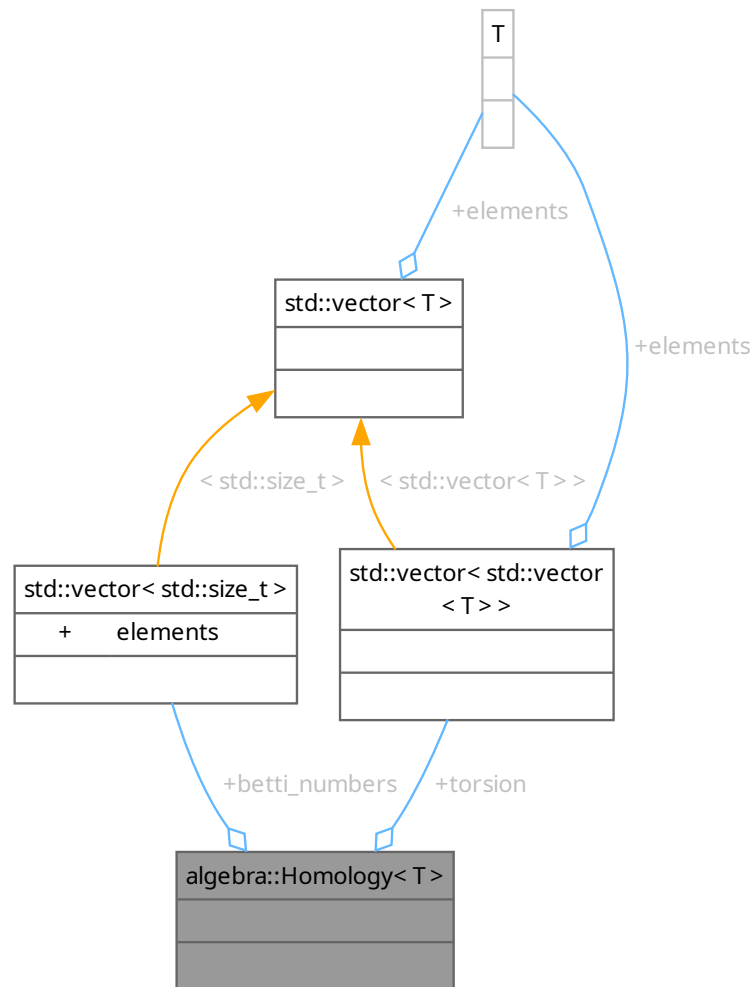 T
+elements
std::vector< T >
+elements
< std::size_t >
< std::vector< T > >
std::vector< std::size_t >
+ elements
std::vector< std::vector
< T > >
+betti_numbers
+torsion
algebra::Homology< T >